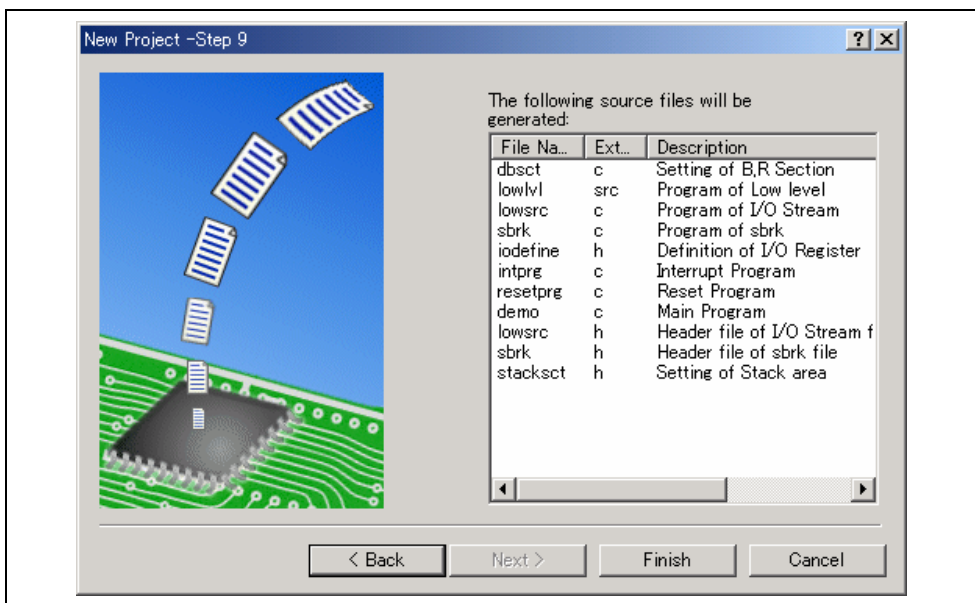 New Project -Step 9
The following source files will be
generated:
File Na... Ext... Description
dbsct c Setting of B,R Section
lowlvl src Program of Low level
lowsrc c Program of I/O Stream
sbrk c Program of sbrk
iodefine h Definition of I/O Register
intprg c Interrupt Program
resetprg c Reset Program
demo c Main Program
lowsrc h Header file of I/O Stream f
sbrk h Header file of sbrk file
stacksct h Setting of Stack area
< Back Next > Finish Cancel